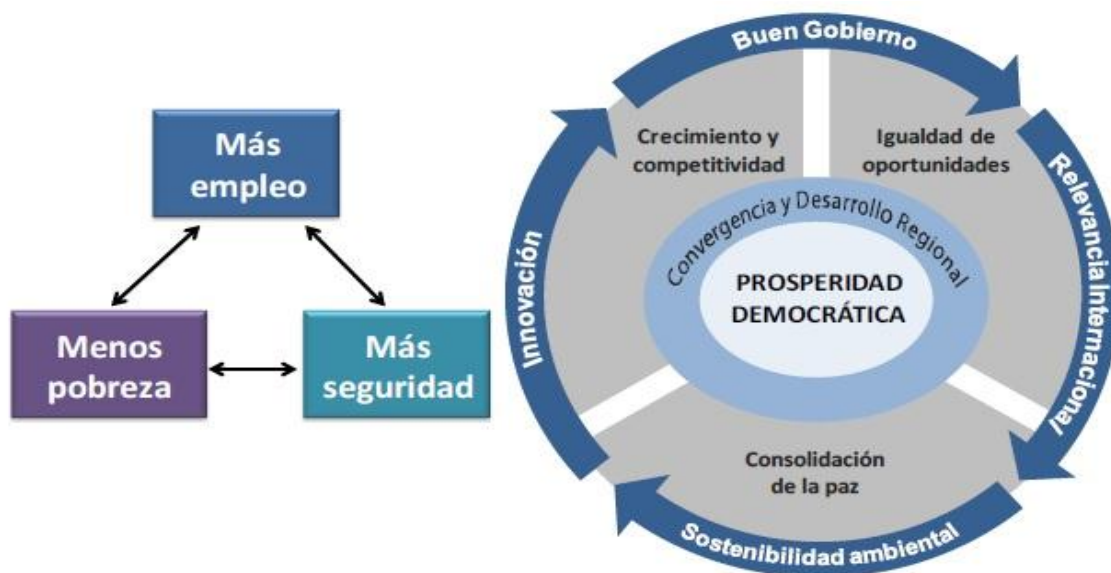 Más
empleo
Menos
pobreza
Más
seguridad
Buen Gobierno
Crecimiento y
competitividad
Igualdad de
oportunidades
Relevancia Internacional
Innovación
Convergencia y Desarrollo Regional
PROSPERIDAD
DEMOCRÁTICA
Consolidación
de la paz
Sostenibilidad ambiental